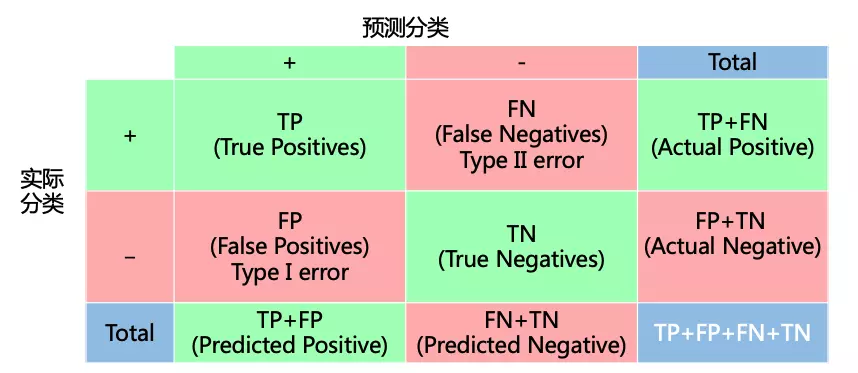 预测分类
+
-
Total
实际
分类
+
TP
(True Positives)
FN
(False Negatives)
Type II error
TP+FN
(Actual Positive)
−
FP
(False Positives)
Type I error
TN
(True Negatives)
FP+TN
(Actual Negative)
Total
TP+FP
(Predicted Positive)
FN+TN
(Predicted Negative)
TP+FP+FN+TN